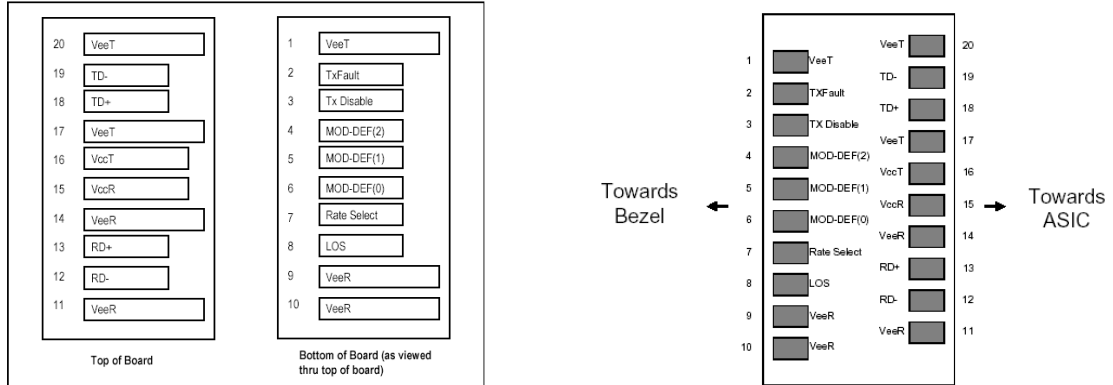 20 VeeT
19 TD-
18 TD+
17 VeeT
16 VccT
15 VccR
14 VeeR
13 RD+
12 RD-
11 VeeR
Top of Board
1 VeeT
2 TxFault
3 Tx Disable
4 MOD-DEF(2)
5 MOD-DEF(1)
6 MOD-DEF(0)
7 Rate Select
8 LOS
9 VeeR
10 VeeR
Bottom of Board (as viewed
thru top of board)
Towards
Bezel
1 VeeT
2 TXFault
3 TX Disable
4 MOD-DEF(2)
5 MOD-DEF(1)
6 MOD-DEF(0)
7 Rate Select
8 LOS
9 VeeR
10 VeeR
VeeT 20
TD- 19
TD+ 18
VeeT 17
VccT 16
VccR 15
VeeR 14
RD+ 13
RD- 12
VeeR 11
Towards
ASIC